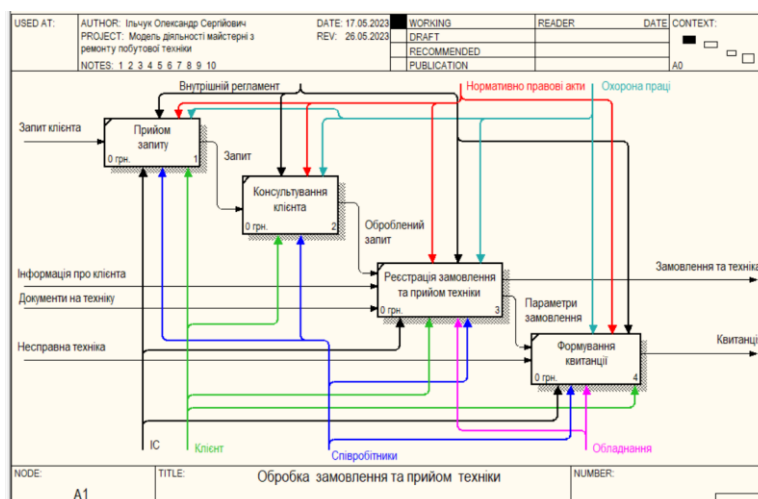 USED AT:
AUTHOR: Ільчук Олександр Сергійович
DATE: 17.05.2023
WORKING
READER
DATE
CONTEXT:
PROJECT: Модель діяльності майстерні з
ремонту побутової техніки
REV: 26.05.2023
DRAFT
RECOMMENDED
NOTES: 1 2 3 4 5 6 7 8 9 10
PUBLICATION
A0
Внутрішній регламент
Нормативно правові акти
Охорона праці
Запит клієнта
Прийом
запиту
0 грн.
1
Запит
Консультування
клієнта
0 грн.
2
Оброблений
запит
Інформація про клієнта
Документи на техніку
Реєстрація замовлення
та прийом техніки
0 грн.
3
Замовлення та техніка
Параметри
замовлення
Несправна техніка
Формування
квитанції
0 грн.
4
Квитанці
ІС
Клієнт
Співробітники
Обладнання
NODE:
A1
TITLE:
Обробка замовлення та прийом техніки
NUMBER: